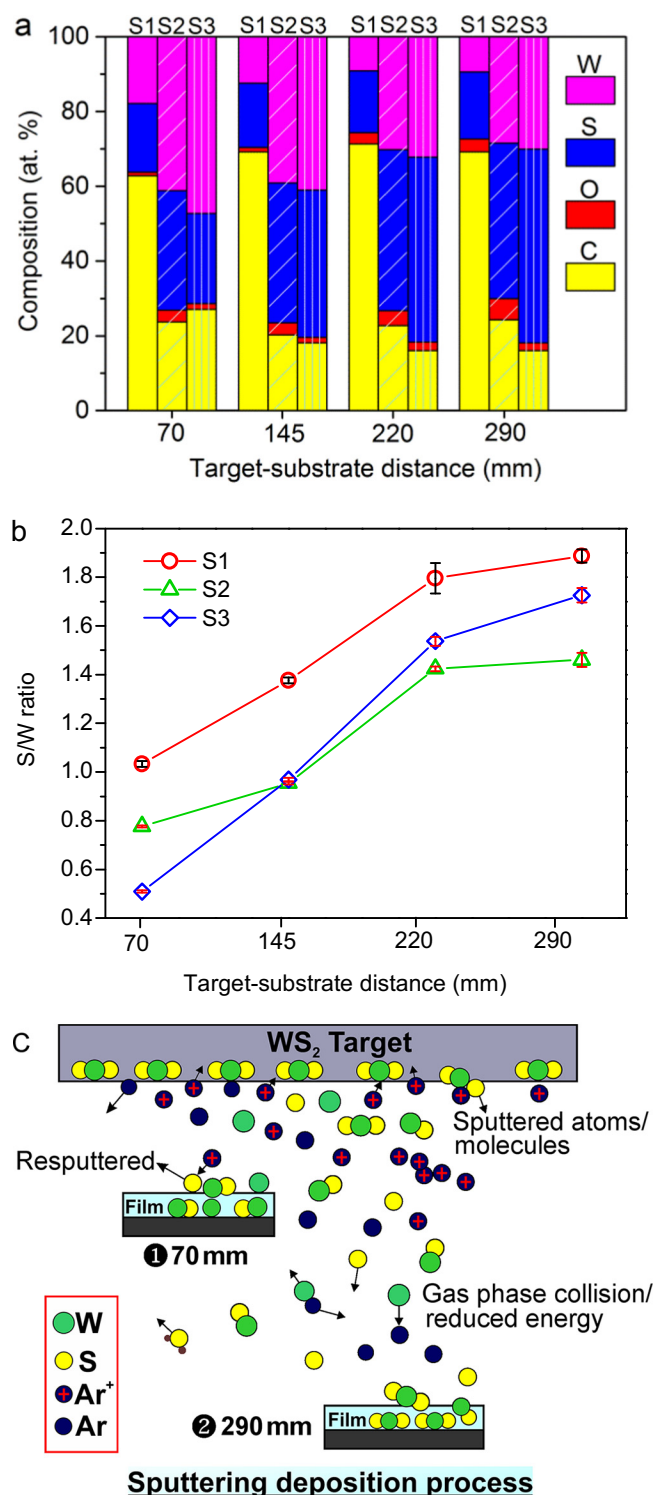 a
S1 S2 S3 S1 S2 S3 S1 S2 S3 S1 S2 S3
100
80
60
40
20
0
Composition (at. %)
W
S
O
C
70 145 220 290
Target-substrate distance (mm)
b
2.0
1.8
1.6
1.4
1.2
1.0
0.8
0.6
0.4
S/W ratio
S1
S2
S3
70 145 220 290
Target-substrate distance (mm)
C
WS2 Target
Sputtered atoms/
molecules
Resputtered
+
Film
❶ 70 mm
Gas phase collision/
reduced energy
W
S
Ar+
Ar
❷ 290 mm
Film
Sputtering deposition process